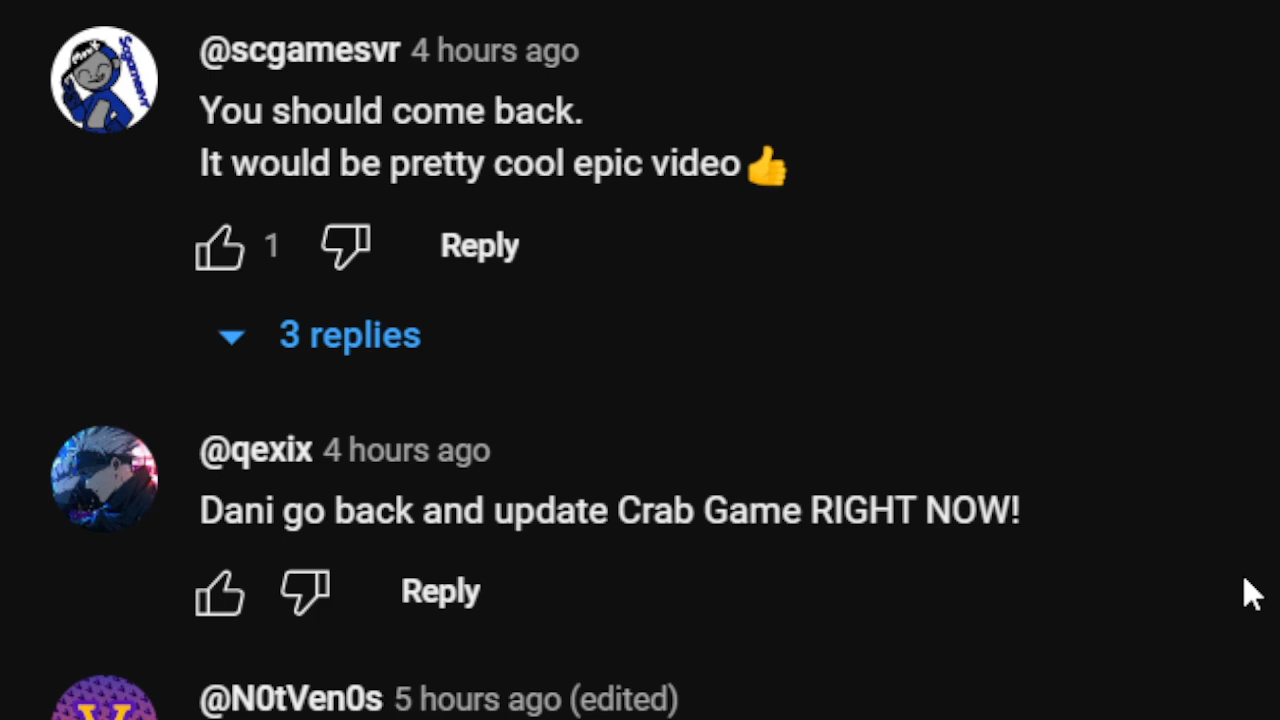 @scgamesvr 4 hours ago
You should come back.
It would be pretty cool epic video👍
1 Reply
3 replies
@qexix 4 hours ago
Dani go back and update Crab Game RIGHT NOW!
Reply
@N0tVen0s 5 hours ago (edited)